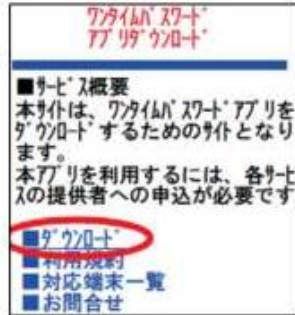 ﾜﾝﾀｲﾑﾊﾟｽﾜｰﾄﾞ
ｱﾌﾟﾘﾀﾞｳﾝﾛｰﾄﾞ
■ｻｰﾋﾞｽ概要
本ｻｲﾄは、ﾜﾝﾀｲﾑﾊﾟｽﾜｰﾄﾞｱﾌﾟﾘを
ﾀﾞｳﾝﾛｰﾄﾞするためのｻｲﾄとなり
ます。
本ｱﾌﾟﾘを利用するには、各ｻｰﾋﾞ
ｽの提供者への申込が必要です
■ﾀﾞｳﾝﾛｰﾄﾞ
■利用規約
■対応端末一覧
■お問合せ